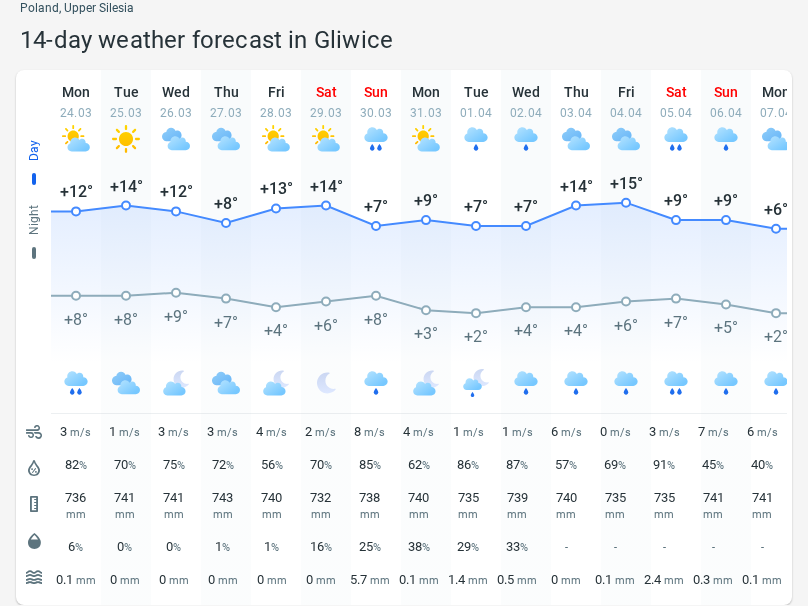 Poland, Upper Silesia
14-day weather forecast in Gliwice
Mon Tue Wed Thu Fri Sat Sun Mon Tue Wed Thu Fri Sat Sun Mon
24.03 25.03 26.03 27.03 28.03 29.03 30.03 31.03 01.04 02.04 03.04 04.04 05.04 06.04 07.04
Day
+12° +14° +12° +8° +13° +14° +7° +9° +7° +7° +14° +15° +9° +9° +6°
Night
+8° +8° +9° +7° +4° +6° +8° +3° +2° +4° +4° +6° +7° +5° +2°
3 m/s 1 m/s 3 m/s 3 m/s 4 m/s 2 m/s 8 m/s 4 m/s 1 m/s 1 m/s 6 m/s 0 m/s 3 m/s 7 m/s 6 m/s
82% 70% 75% 72% 56% 70% 85% 62% 86% 87% 57% 69% 91% 45% 40%
736 741 741 743 740 732 738 740 735 739 740 735 735 741 741
mm mm mm mm mm mm mm mm mm mm mm mm mm mm mm
6% 0% 0% 1% 1% 16% 25% 38% 29% 33% - - - - -
0.1 mm 0 mm 0 mm 0 mm 0 mm 0 mm 5.7 mm 0.1 mm 1.4 mm 0.5 mm 0 mm 0.1 mm 2.4 mm 0.3 mm 0.1 mm